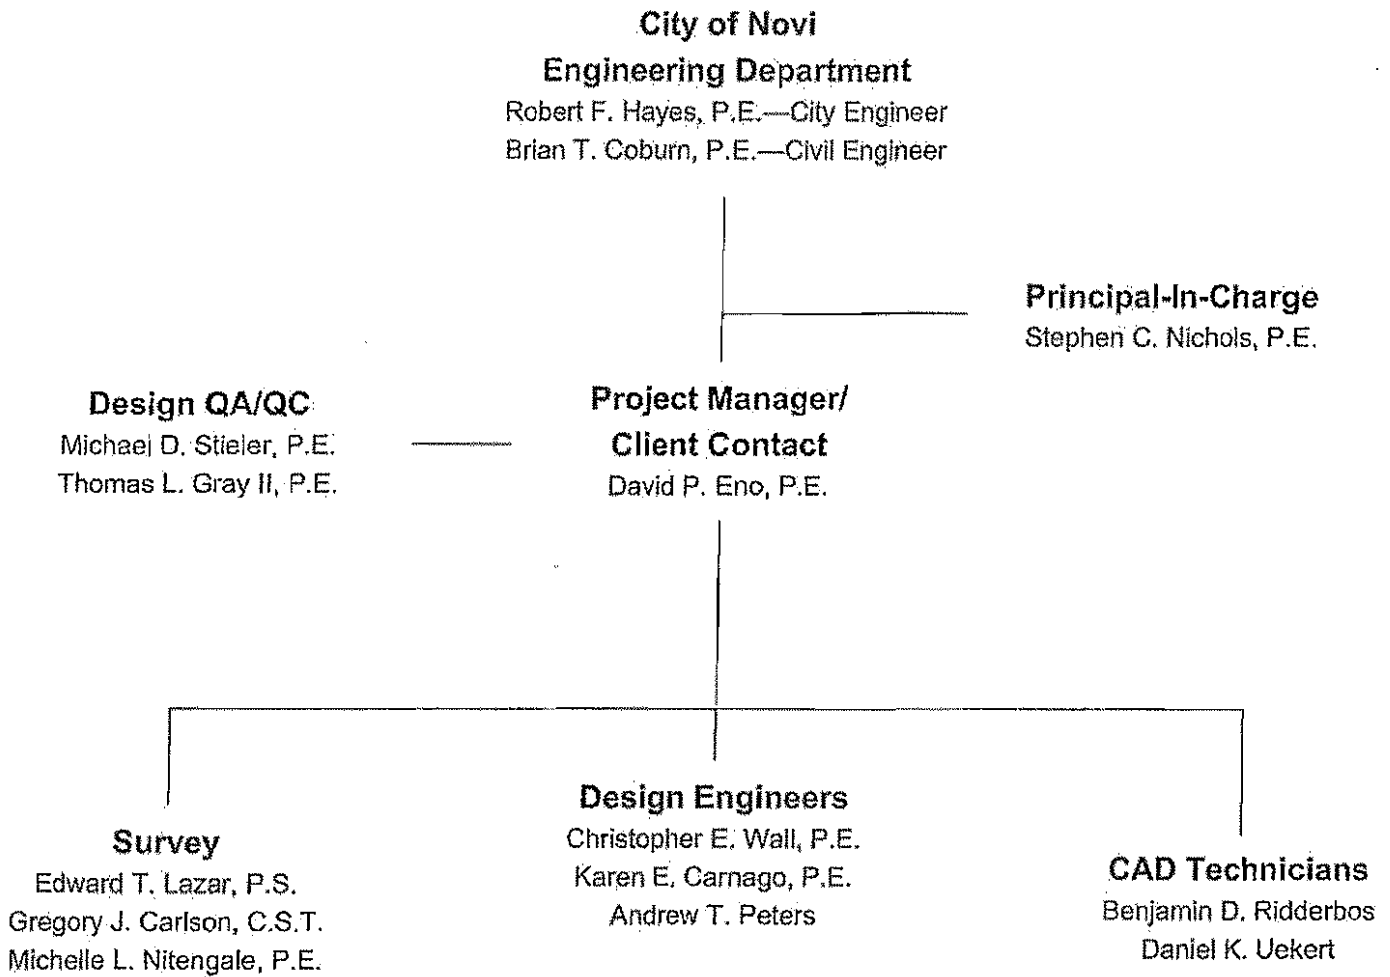 City of Novi
Engineering Department
Robert F. Hayes, P.E.—City Engineer
Brian T. Coburn, P.E.—Civil Engineer
Principal-In-Charge
Stephen C. Nichols, P.E.
Design QA/QC
Michael D. Stieler, P.E.
Thomas L. Gray II, P.E.
Project Manager/
Client Contact
David P. Eno, P.E.
Survey
Edward T. Lazar, P.S.
Gregory J. Carlson, C.S.T.
Michelle L. Nitengale, P.E.
Design Engineers
Christopher E. Wall, P.E.
Karen E. Carnago, P.E.
Andrew T. Peters
CAD Technicians
Benjamin D. Ridderbos
Daniel K. Uekert